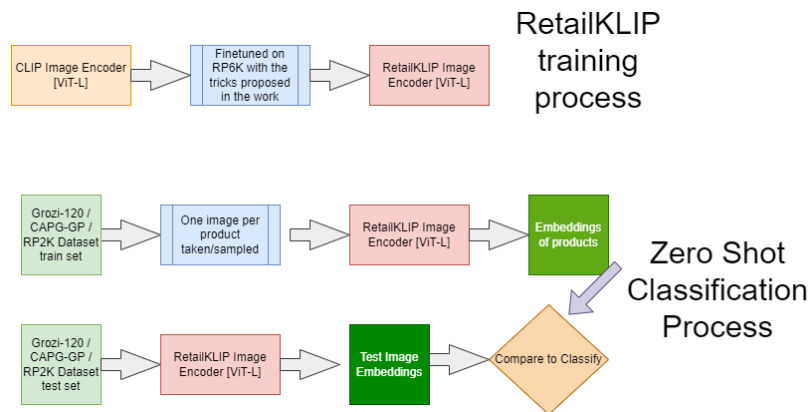 RetailKLIP
training
process
CLIP Image Encoder
[ViT-L]
Finetuned on
RP6K with the
tricks proposed
in the work
RetailKLIP Image
Encoder [ViT-L]
Grozi-120 /
CAPG-GP /
RP2K Dataset
train set
One image per
product
taken/sampled
RetailKLIP Image
Encoder [ViT-L]
Embeddings
of products
Zero Shot
Classification
Process
Grozi-120 /
CAPG-GP /
RP2K Dataset
test set
RetailKLIP Image
Encoder [ViT-L]
Test Image
Embeddings
Compare to Classify